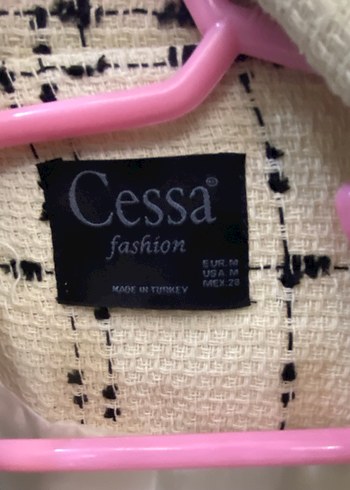 Cessa®
fashion
EUR. M
USA M
MEX. 28
MADE IN TURKEY